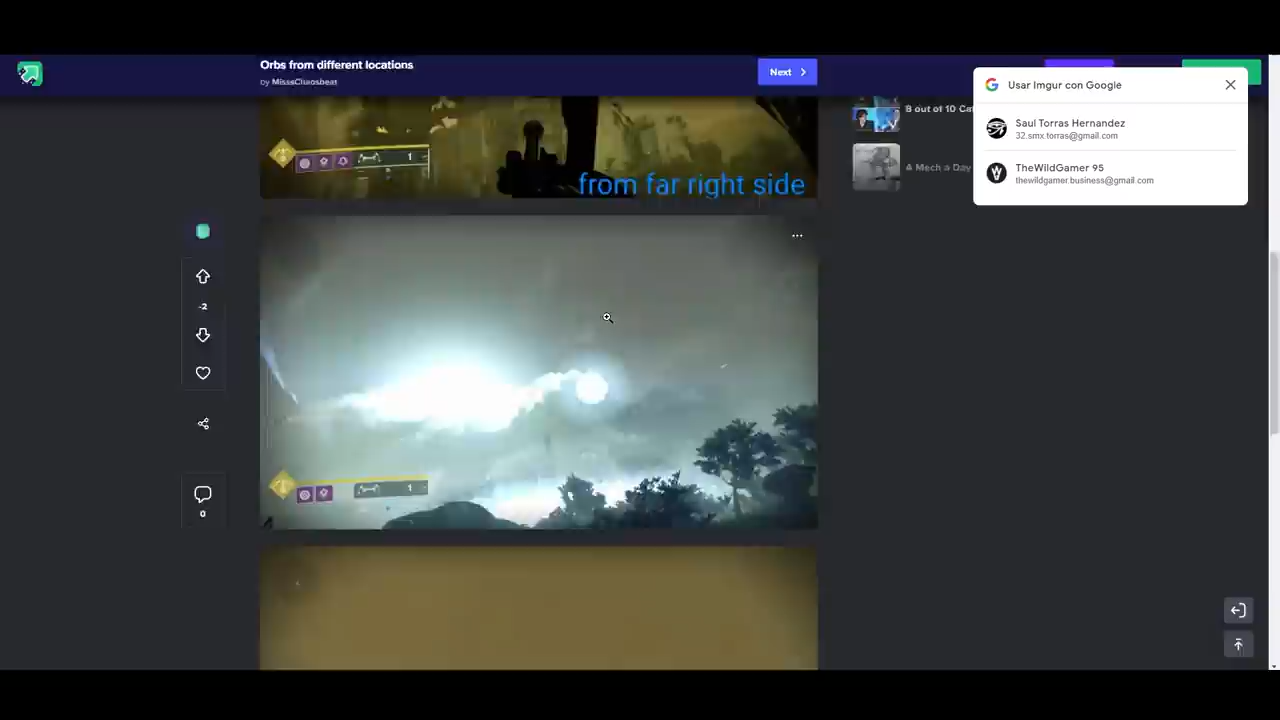 Orbs from different locations
by MisssChaosbeat
Next
Usar Imgur con Google
Saul Torras Hernandez
32.smx.torras@gmail.com
TheWildGamer 95
thewildgamer.business@gmail.com
8 out of 10 Cat
A Mech a Day
1
from far right side
-2
1
0